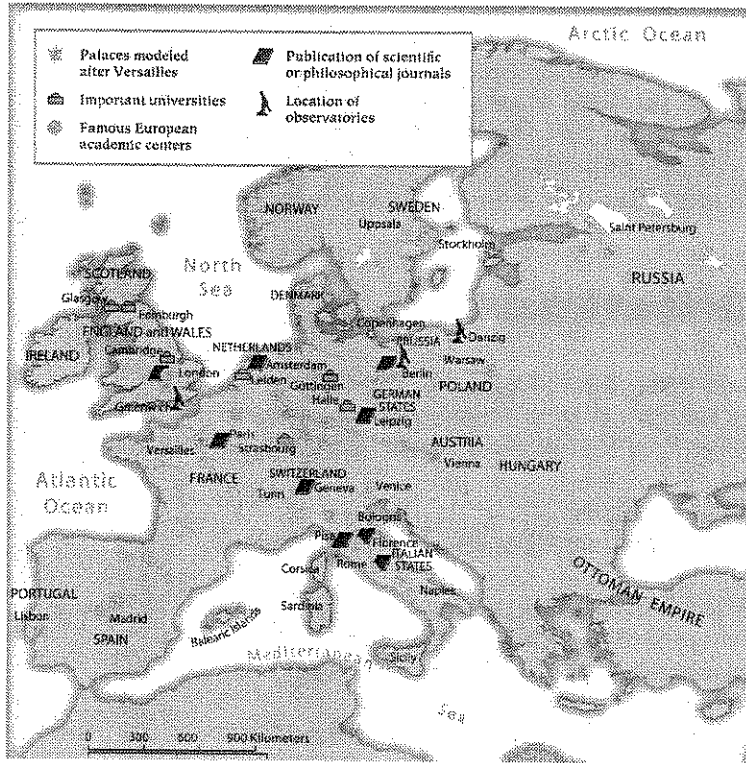 Arctic Ocean
Palaces modeled
after Versailles
Important universities
Famous European
academic centers
Publication of scientific
or philosophical journals
Location of
observatories
NORWAY
SWEDEN
Uppsala
Stockholm
Saint Petersburg
RUSSIA
North
Sea
SCOTLAND
Glasgow
Edinburgh
DENMARK
Copenhagen
ENGLAND and WALES
IRELAND
Cambridge
London
Greenwich
NETHERLANDS
Amsterdam
Leiden
Gottingen
Halle
PRUSSIA
Berlin
Danzig
Warsaw
POLAND
GERMAN
STATES
Leipzig
Paris
Versailles
Strasbourg
AUSTRIA
Vienna
HUNGARY
Atlantic
Ocean
FRANCE
SWITZERLAND
Geneva
Turin
Venice
Bologna
Pisa
Florence
ITALIAN
STATES
Corsica
Rome
Naples
Sardinia
OTTOMAN EMPIRE
PORTUGAL
Lisbon
Madrid
SPAIN
Balearic Islands
Mediterranean
Sicily
Sea
0 300 600 900 Kilometers